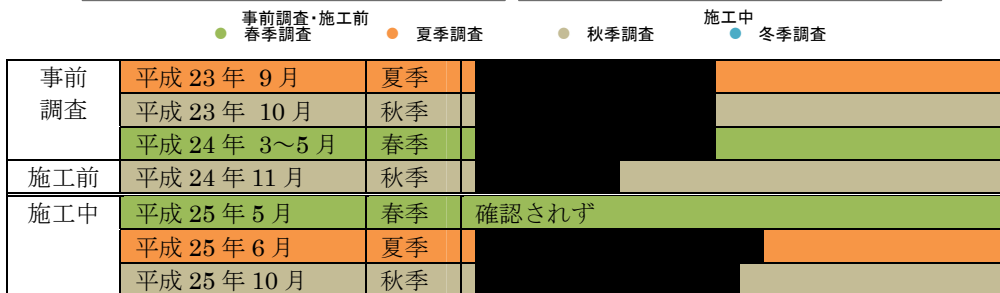 事前調査・施工前 施工中
春季調査 夏季調査 秋季調査 冬季調査
事前調査 平成 23 年 9 月 夏季
平成 23 年 10 月 秋季
平成 24 年 3～5 月 春季
施工前 平成 24 年 11 月 秋季
施工中 平成 25 年 5 月 春季 確認されず
平成 25 年 6 月 夏季
平成 25 年 10 月 秋季